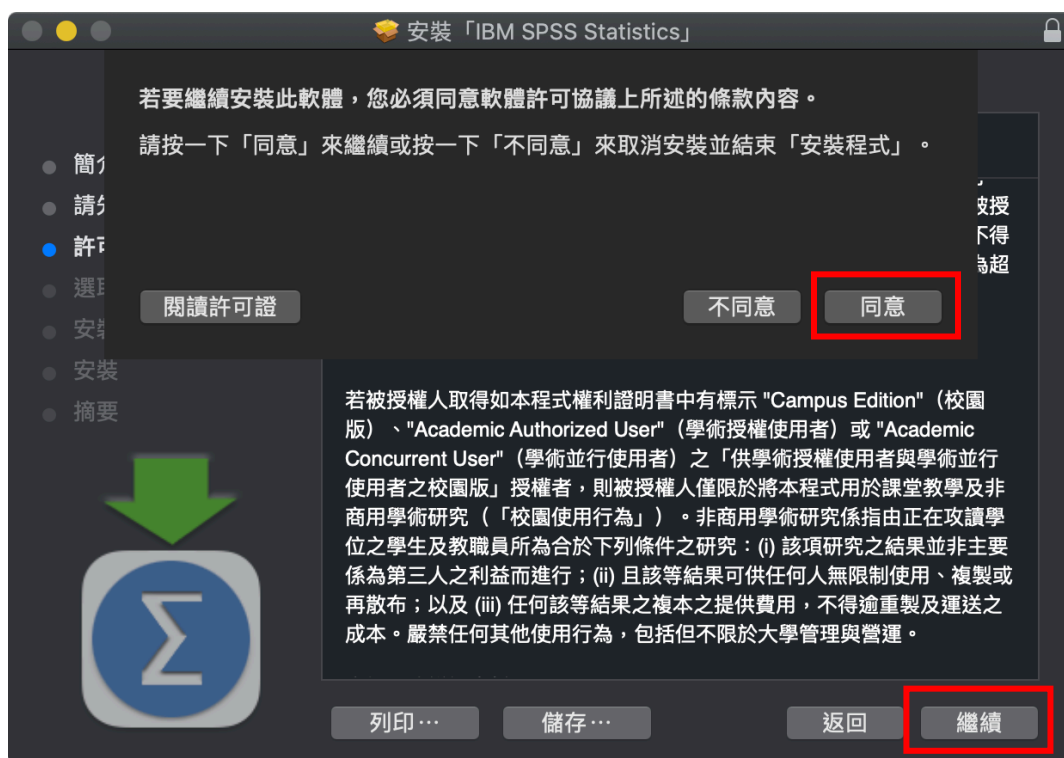 安裝「IBM SPSS Statistics」
若要繼續安裝此軟體，您必須同意軟體許可協議上所述的條款內容。
請按一下「同意」來繼續或按一下「不同意」來取消安裝並結束「安裝程式」。
簡
請
許
選
安
安裝
摘要
被授
不得
為超
閱讀許可證
不同意
同意
若被授權人取得如本程式權利證明書中有標示 "Campus Edition"（校園
版）、"Academic Authorized User"（學術授權使用者）或 "Academic
Concurrent User"（學術並行使用者）之「供學術授權使用者與學術並行
使用者之校園版」授權者，則被授權人僅限於將本程式用於課堂教學及非
商用學術研究（「校園使用行為」）。非商用學術研究係指由正在攻讀學
位之學生及教職員所為合於下列條件之研究：(i) 該項研究之結果並非主要
係為第三人之利益而進行；(ii) 且該等結果可供任何人無限制使用、複製或
再散布；以及 (iii) 任何該等結果之複本之提供費用，不得逾重製及運送之
成本。嚴禁任何其他使用行為，包括但不限於大學管理與營運。
Σ
列印…
儲存…
返回
繼續